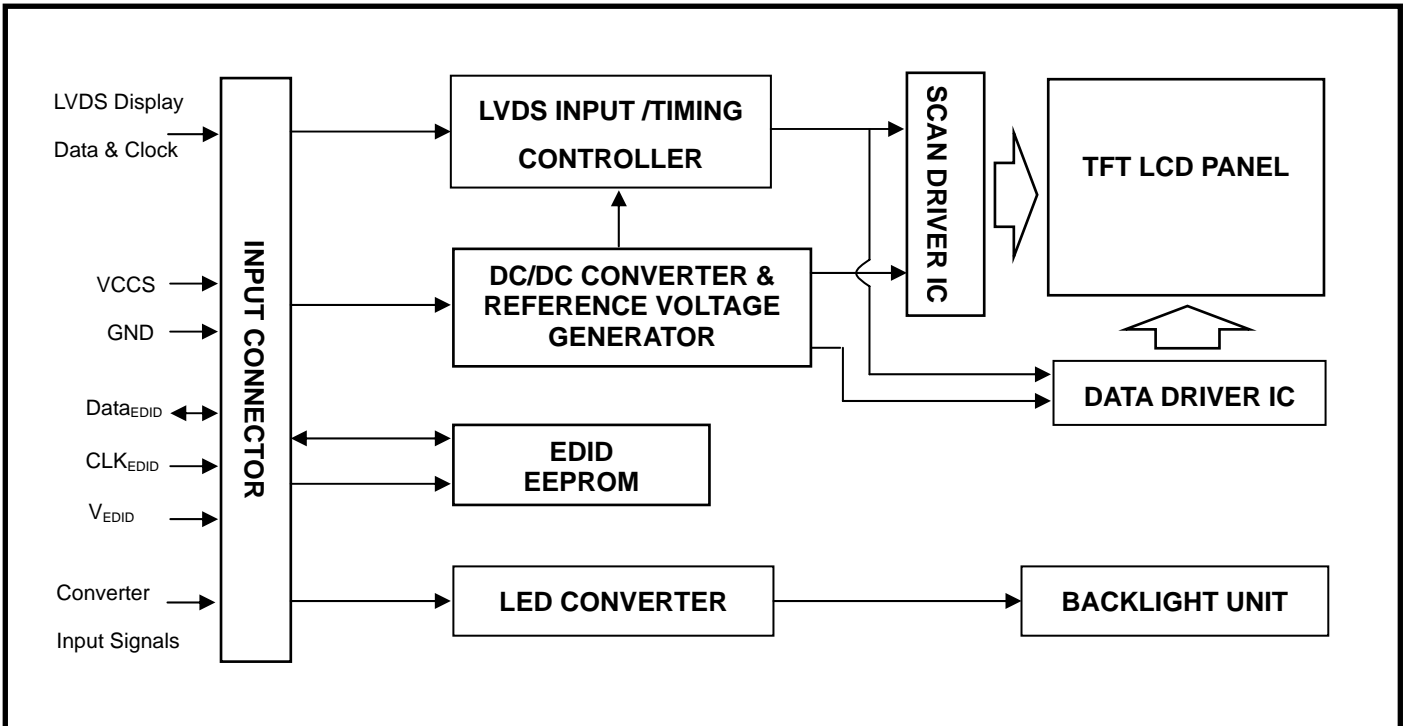 LVDS Display
Data & Clock
VCCS
GND
DataEDID
CLKEDID
VEDID
Converter
Input Signals
INPUT CONNECTOR
LVDS INPUT /TIMING
CONTROLLER
DC/DC CONVERTER &
REFERENCE VOLTAGE
GENERATOR
EDID
EEPROM
LED CONVERTER
SCAN DRIVER IC
TFT LCD PANEL
DATA DRIVER IC
BACKLIGHT UNIT